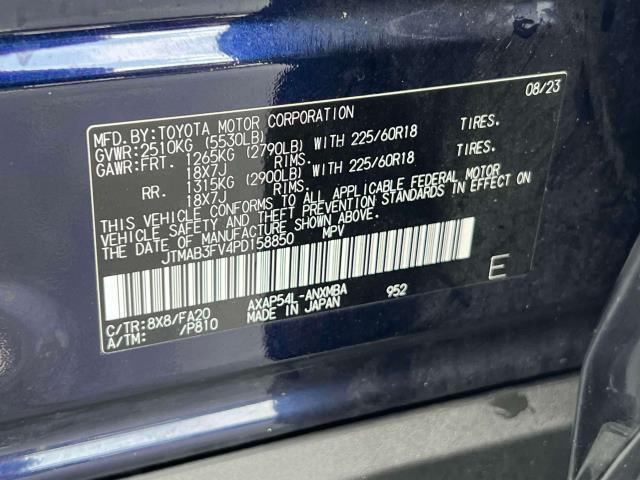 MFD.BY:TOYOTA MOTOR CORPORATION 08/23
GVWR:2510KG (5530LB)
GAWR:FRT. 1265KG (2790LB) WITH 225/60R18 TIRES.
18X7J RIMS.
RR. 1315KG (2900LB) WITH 225/60R18 TIRES.
18X7J RIMS.
THIS VEHICLE CONFORMS TO ALL APPLICABLE FEDERAL MOTOR
VEHICLE SAFETY AND THEFT PREVENTION STANDARDS IN EFFECT ON
THE DATE OF MANUFACTURE SHOWN ABOVE.
JTMAB3FV4PD158850 MPV
E
C/TR:8X8/FA20 AXAP54L-ANXMBA 952
A/TM: /P810 MADE IN JAPAN